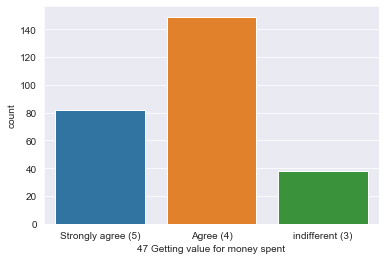 140
120
100
80
60
40
20
0
count
Strongly agree (5) Agree (4) indifferent (3)
47 Getting value for money spent